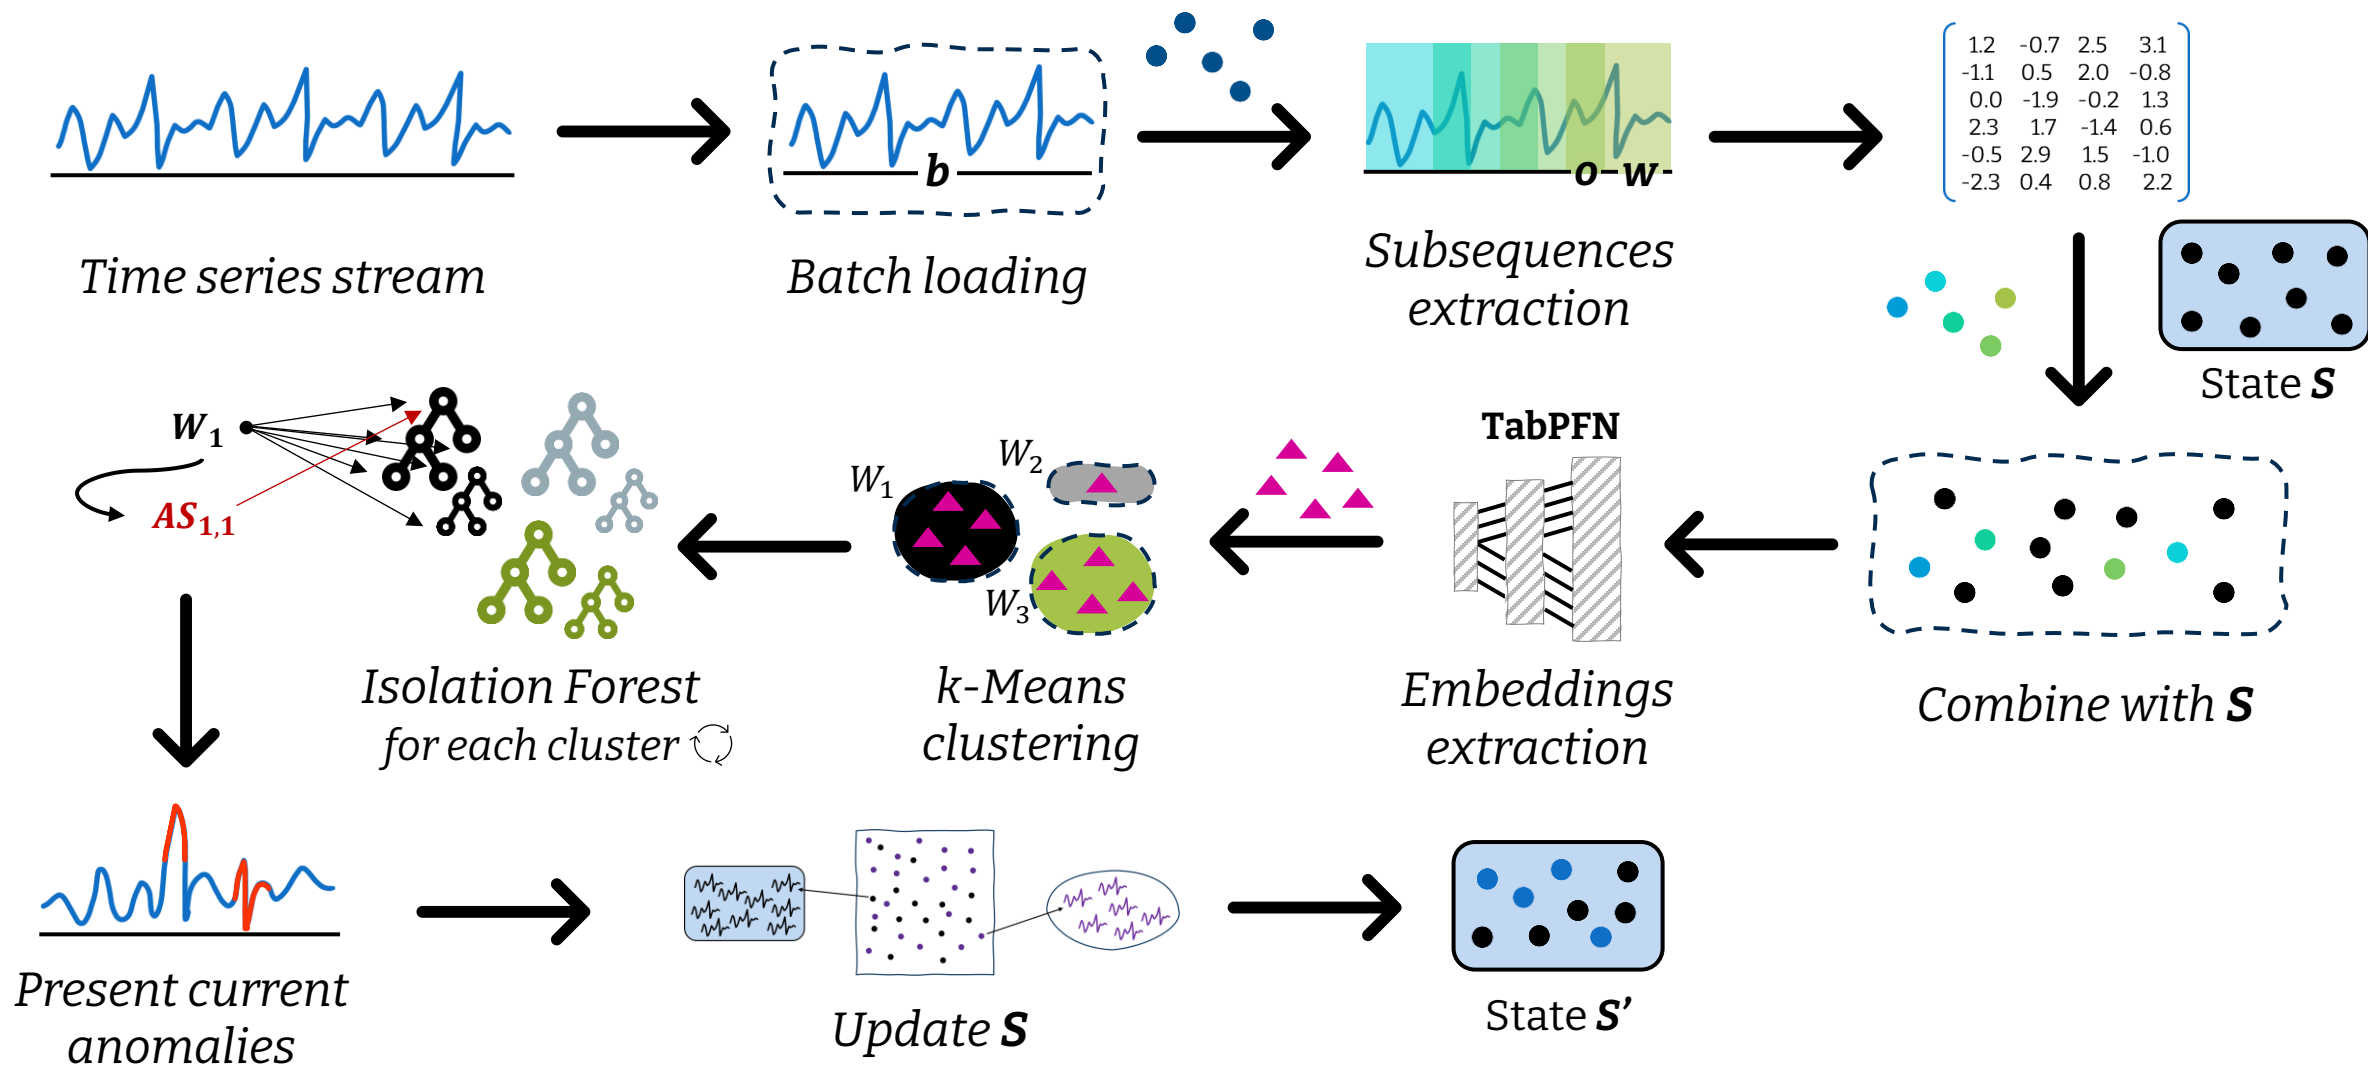 b
o w
1.2 -0.7 2.5 3.1
-1.1 0.5 2.0 -0.8
0.0 -1.9 -0.2 1.3
2.3 1.7 -1.4 0.6
-0.5 2.9 1.5 -1.0
-2.3 0.4 0.8 2.2
Time series stream
Batch loading
Subsequences
extraction
State S
W1
AS1,1
Isolation Forest
for each cluster
W1
W2
W3
k-Means
clustering
TabPFN
Embeddings
extraction
Combine with S
Present current
anomalies
Update S
State S’